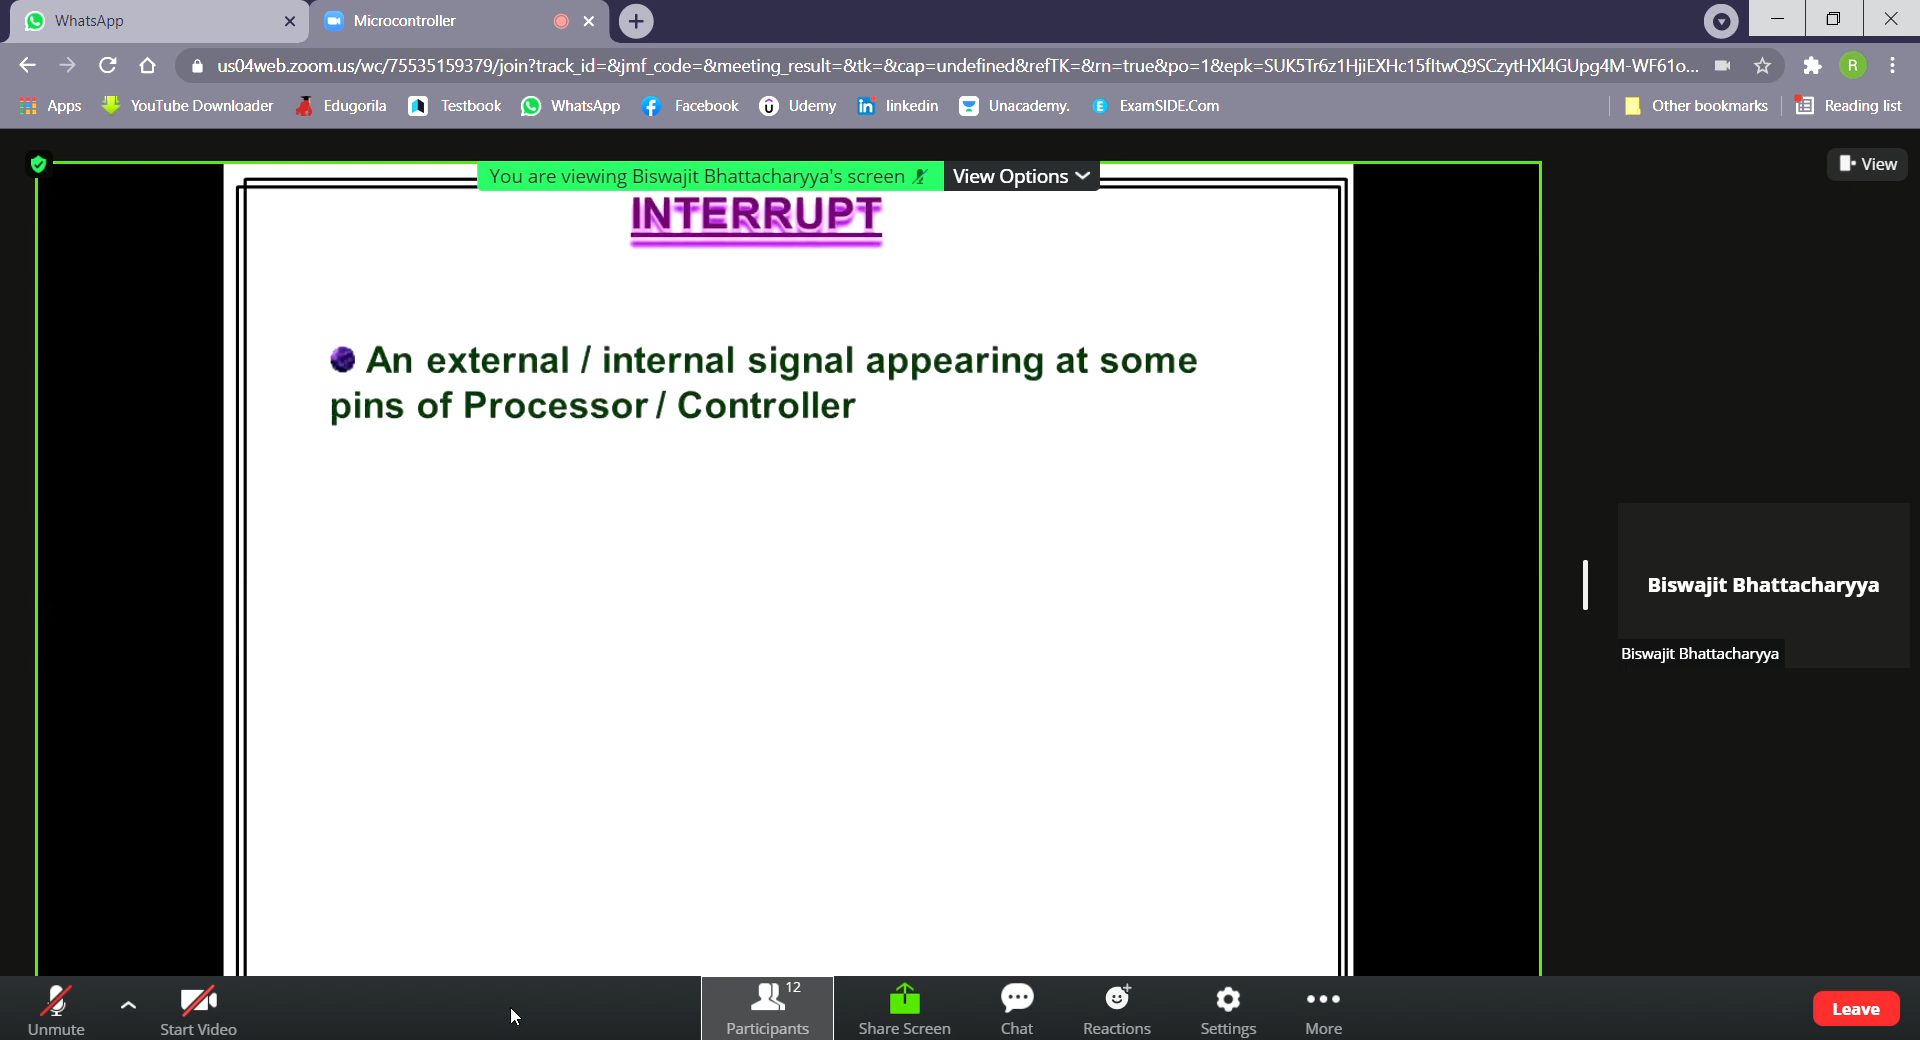 WhatsApp
Microcontroller
us04web.zoom.us/wc/75535159379/join?track_id=&jmf_code=&meeting_result=&tk=&cap=undefined&refTK=&rn=true&po=1&epk=SUK5Tr6z1HjiEXHc15fltwQ9SCzytHXl4GUpg4M-WF61o...
R
Apps YouTube Downloader Edugorila Testbook WhatsApp Facebook Udemy linkedin Unacademy. ExamSIDE.Com Other bookmarks Reading list
You are viewing Biswajit Bhattacharyya's screen View Options
View
INTERRUPT
An external / internal signal appearing at some
pins of Processor / Controller
Biswajit Bhattacharyya
Biswajit Bhattacharyya
12
Unmute Start Video Participants Share Screen Chat Reactions Settings More
Leave